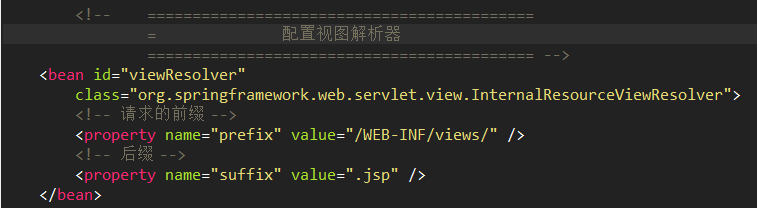 <!-- ==========================================
= 配置视图解析器
========================================== -->
<bean id="viewResolver"
class="org.springframework.web.servlet.view.InternalResourceViewResolver">
<!-- 请求的前缀 -->
<property name="prefix" value="/WEB-INF/views/" />
<!-- 后缀 -->
<property name="suffix" value=".jsp" />
</bean>